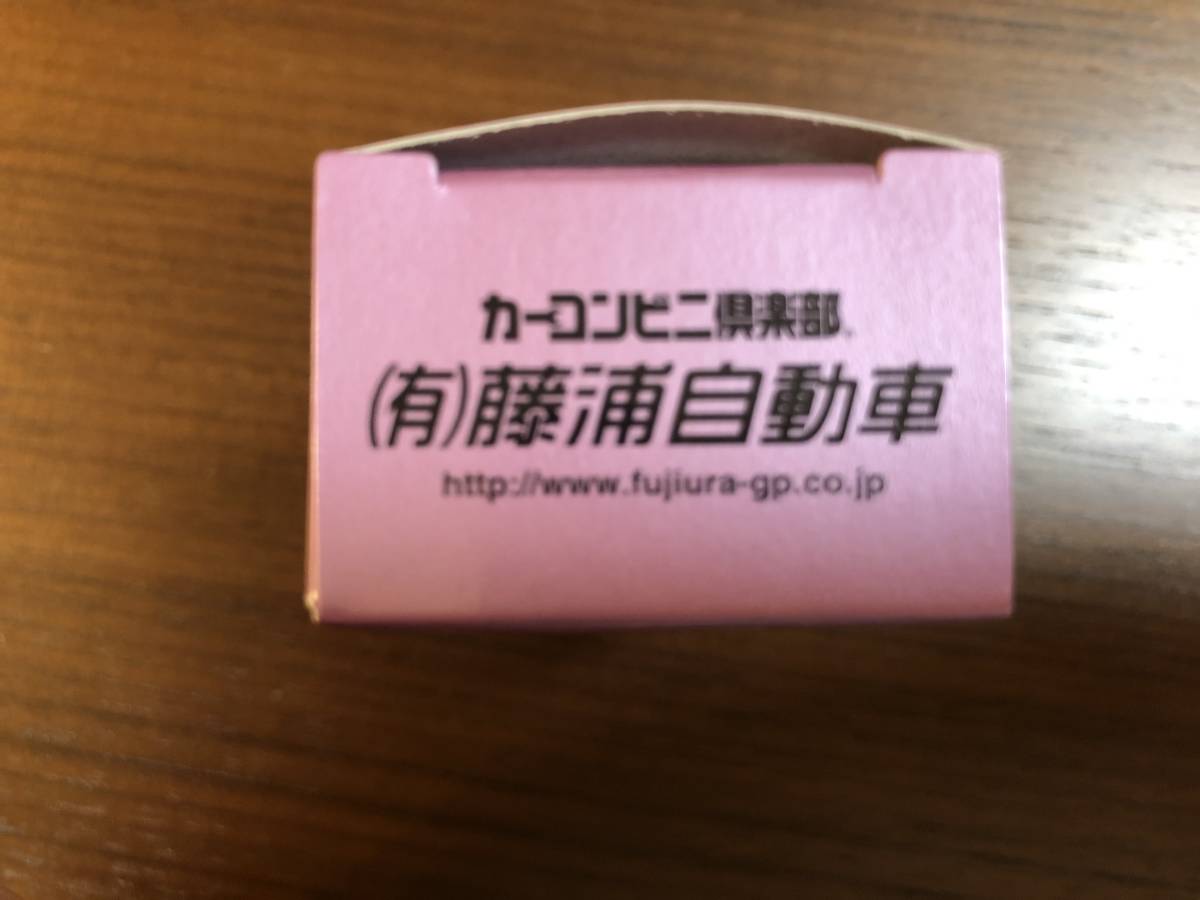 カーコンビニ倶楽部
(有)藤浦自動車
http://www.fujiura-gp.co.jp